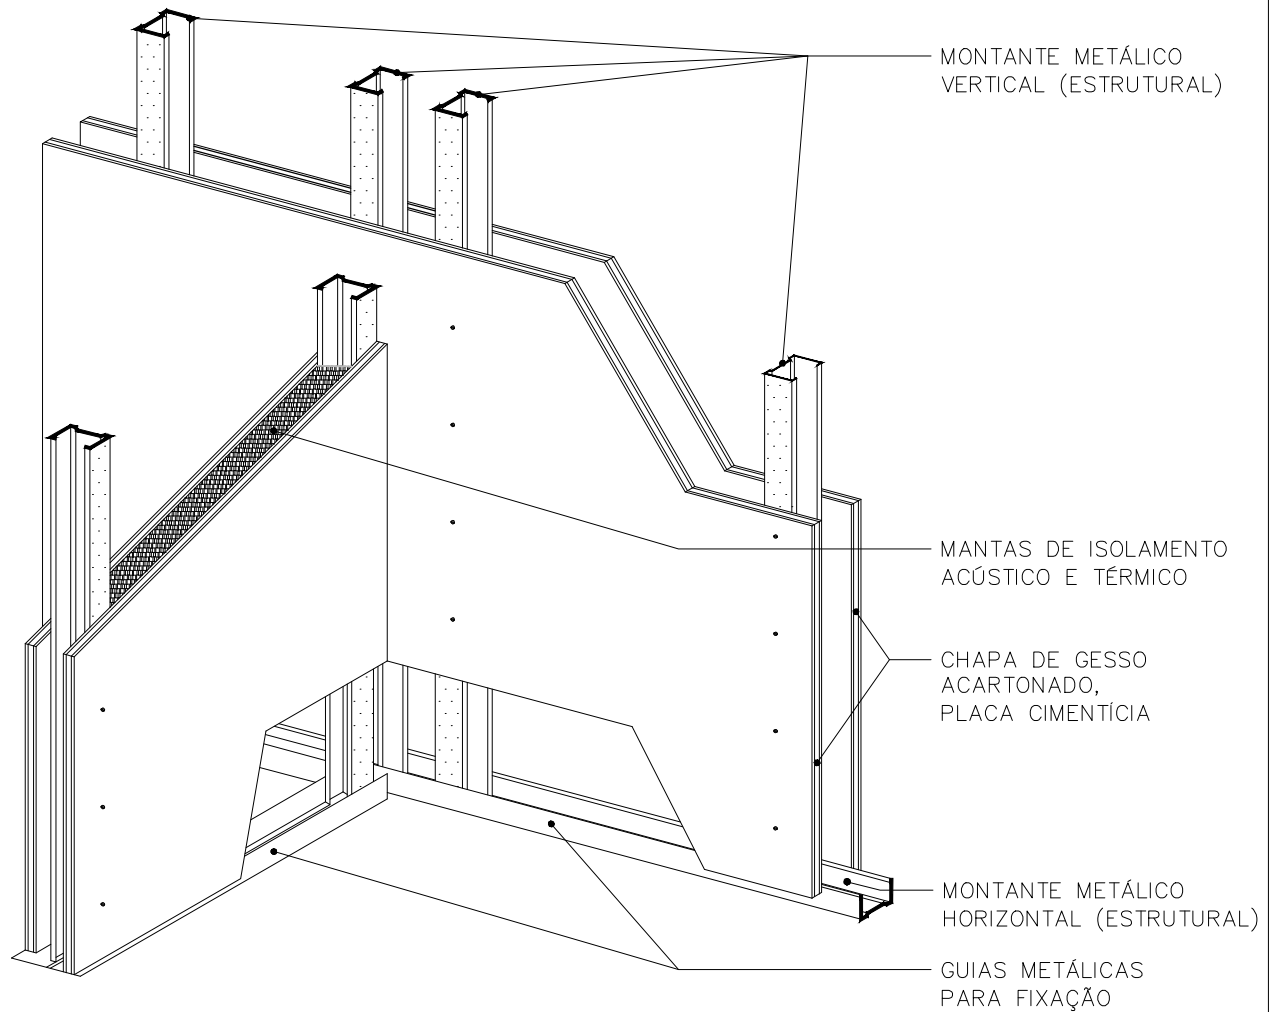 MONTANTE METÁLICO
VERTICAL (ESTRUTURAL)
MANTAS DE ISOLAMENTO
ACÚSTICO E TÉRMICO
CHAPA DE GESSO
ACARTONADO,
PLACA CIMENTÍCIA
MONTANTE METÁLICO
HORIZONTAL (ESTRUTURAL)
GUIAS METÁLICAS
PARA FIXAÇÃO